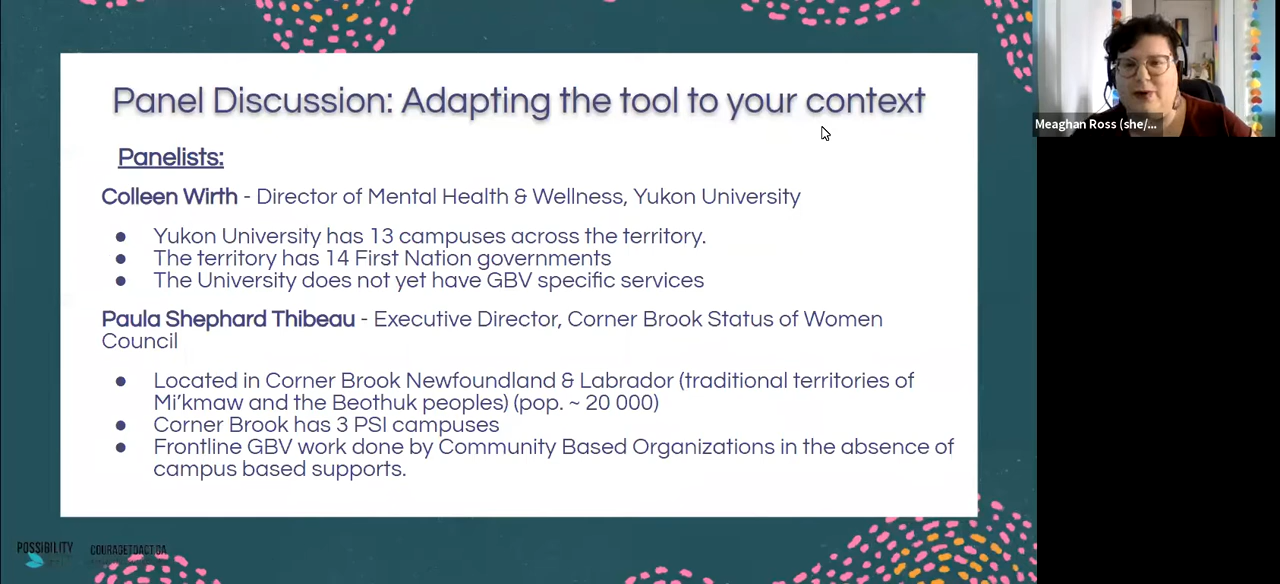 Panel Discussion: Adapting the tool to your context
Panelists:
Colleen Wirth - Director of Mental Health & Wellness, Yukon University
● Yukon University has 13 campuses across the territory.
● The territory has 14 First Nation governments
● The University does not yet have GBV specific services
Paula Shephard Thibeau - Executive Director, Corner Brook Status of Women
Council
● Located in Corner Brook Newfoundland & Labrador (traditional territories of
Mi'kmaw and the Beothuk peoples) (pop. ~ 20 000)
● Corner Brook has 3 PSI campuses
● Frontline GBV work done by Community Based Organizations in the absence of
campus based supports.
Meaghan Ross (she/...
POSSIBILITY
COURAGETOACT.CA